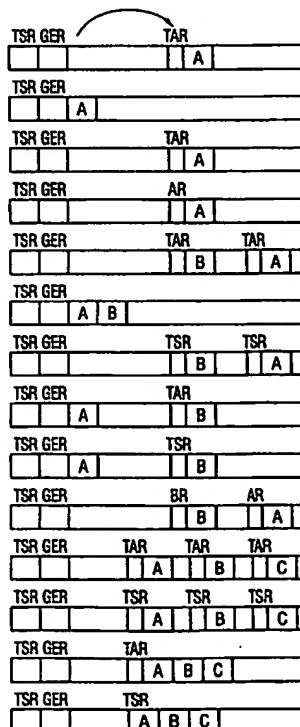 TSR GER TAR
A
TSR GER
A
TSR GER TAR
A
TSR GER AR
A
TSR GER TAR TAR
B A
TSR GER
A B
TSR GER TSR TSR
B A
TSR GER TAR
A B
TSR GER TSR
A B
TSR GER BR AR
B A
TSR GER TAR TAR TAR
A B C
TSR GER TSR TSR TSR
A B C
TSR GER TAR
A B C
TSR GER TSR
A B C